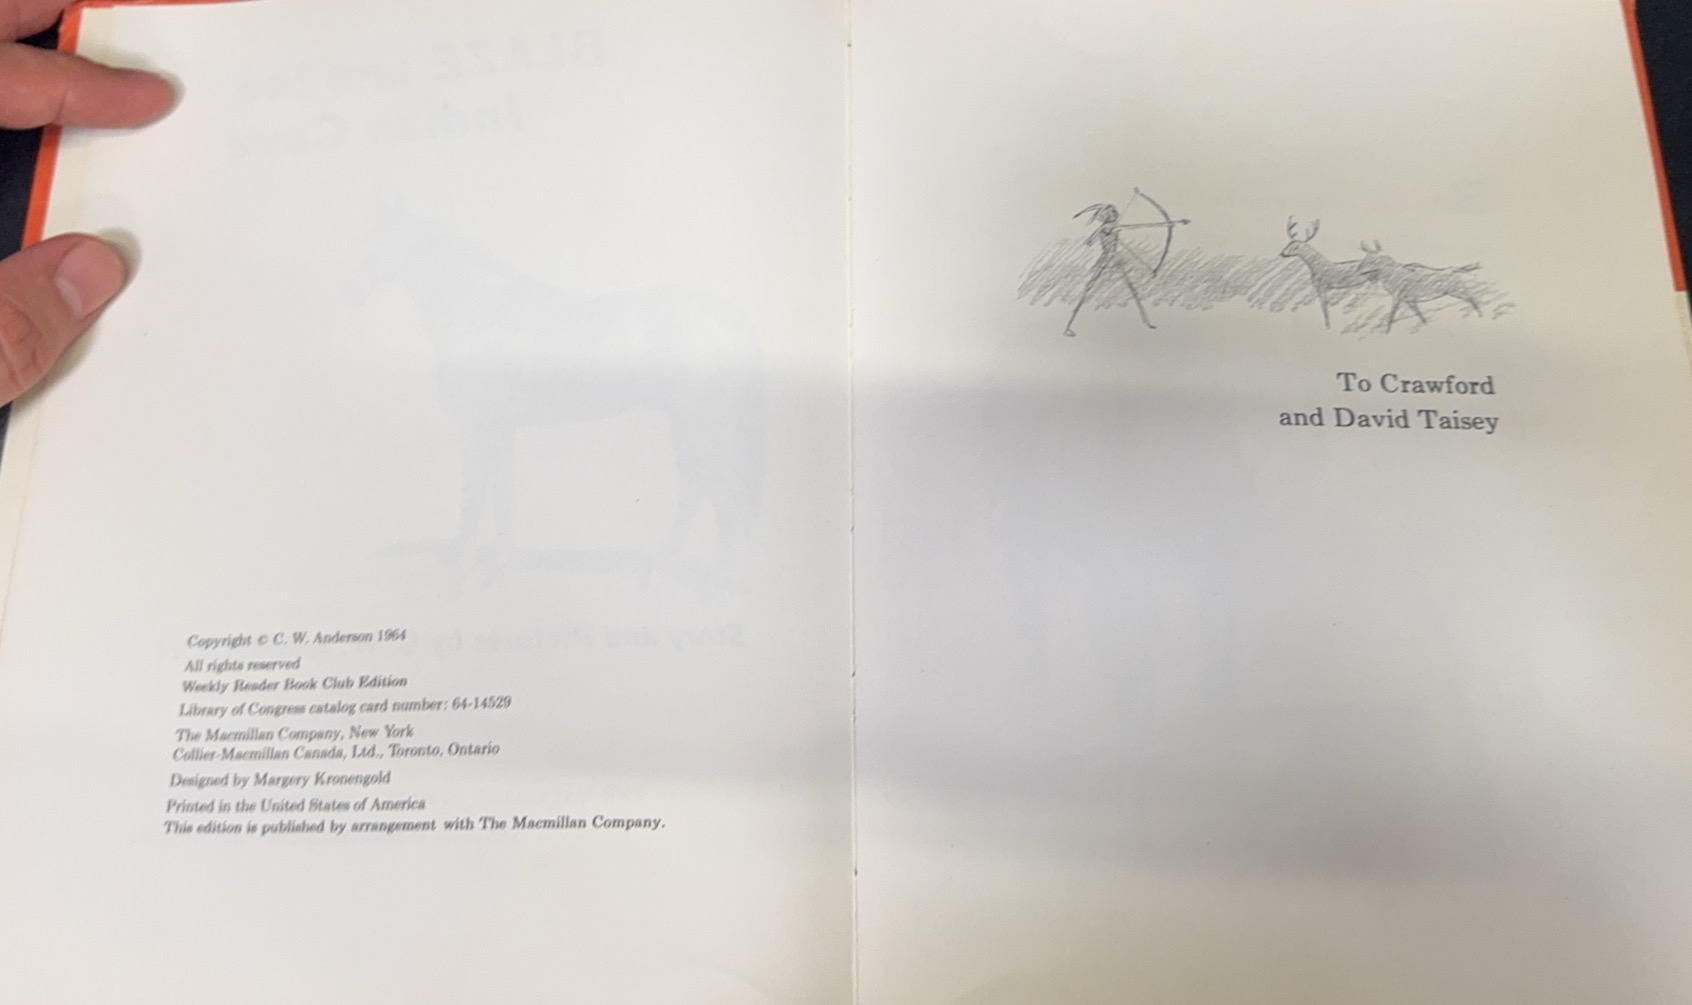 Copyright © C. W. Anderson 1964
All rights reserved
Weekly Reader Book Club Edition
Library of Congress catalog card number: 64-14529
The Macmillan Company, New York
Collier-Macmillan Canada, Ltd., Toronto, Ontario
Designed by Margery Kronengold
Printed in the United States of America
This edition is published by arrangement with The Macmillan Company.
To Crawford
and David Taisey